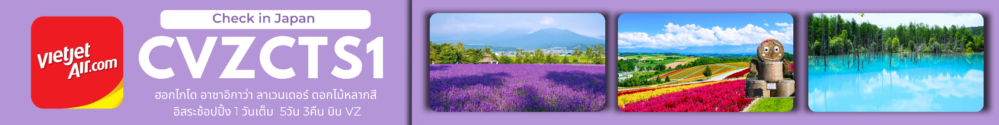 vietjet
Air.com
Check in Japan
CVZCTS1
ฮอกไกโด อาซาฮิกาว่า ลาเวนเดอร์ ดอกไม้หลากสี
อิสระช้อปปิ้ง 1 วันเต็ม 5วัน 3คืน บิน VZ